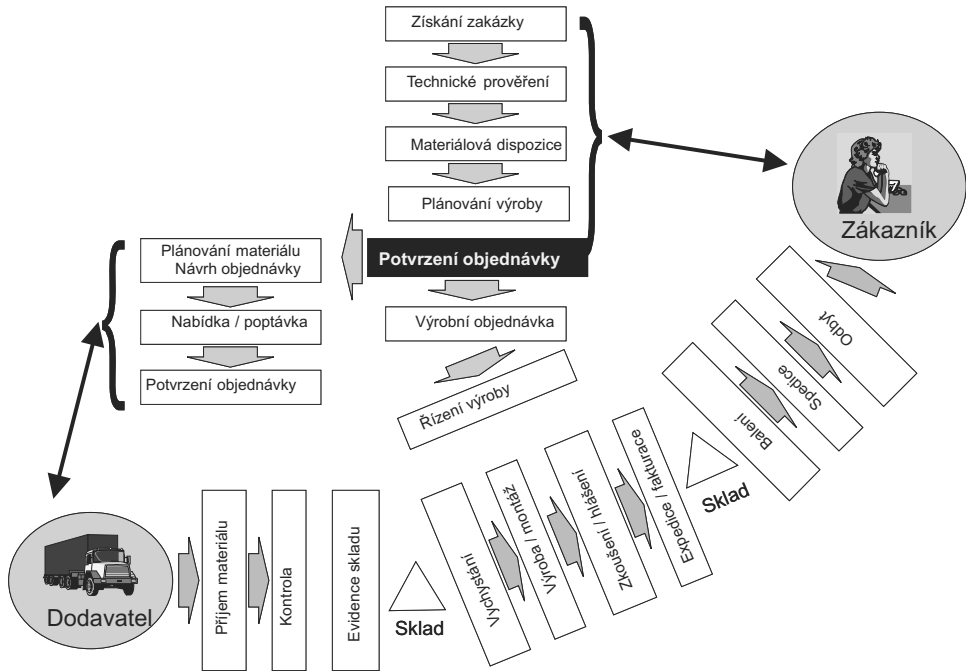 Získání zakázky
Technické prověření
Materiálová dispozice
Plánování výroby
Potvrzení objednávky
Zákazník
Plánování materiálu
Návrh objednávky
Nabídka / poptávka
Potvrzení objednávky
Výrobní objednávka
Řízení výroby
Dodavatel
Příjem materiálu
Kontrola
Evidence skladu
Sklad
Vychystání
Výroba / montáž
Zkoušení / hlášení
Expedice / fakturace
Sklad
Balení
Spedice
Odbyt